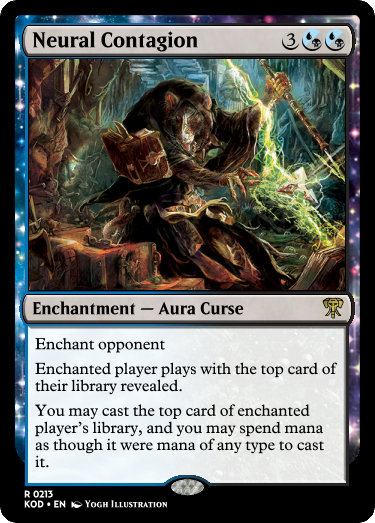 Neural Contagion 3
Enchantment — Aura Curse
Enchant opponent
Enchanted player plays with the top card of
their library revealed.
You may cast the top card of enchanted
player's library, and you may spend mana
as though it were mana of any type to cast
it.
R 0213
KOD • EN Yogh Illustration